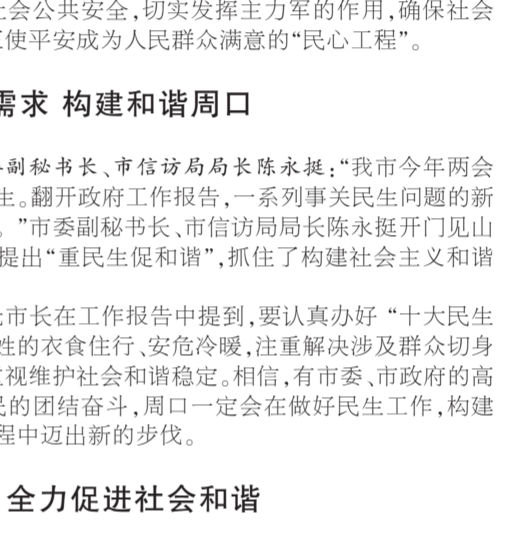 社会公共安全,切实发挥主力军的作用,确保社会
使平安成为人民群众满意的“民心工程”。
需求 构建和谐周口
副秘书长、市信访局局长陈永挺:“我市今年两会
生。翻开政府工作报告,一系列事关民生问题的新
。”市委副秘书长、市信访局局长陈永挺开门见山
提出“重民生促和谐”,抓住了构建社会主义和谐
市长在工作报告中提到,要认真办好 “十大民生
姓的衣食住行、安危冷暖,注重解决涉及群众切身
视维护社会和谐稳定。相信,有市委、市政府的高
民的团结奋斗,周口一定会在做好民生工作,构建
程中迈出新的步伐。
全力促进社会和谐